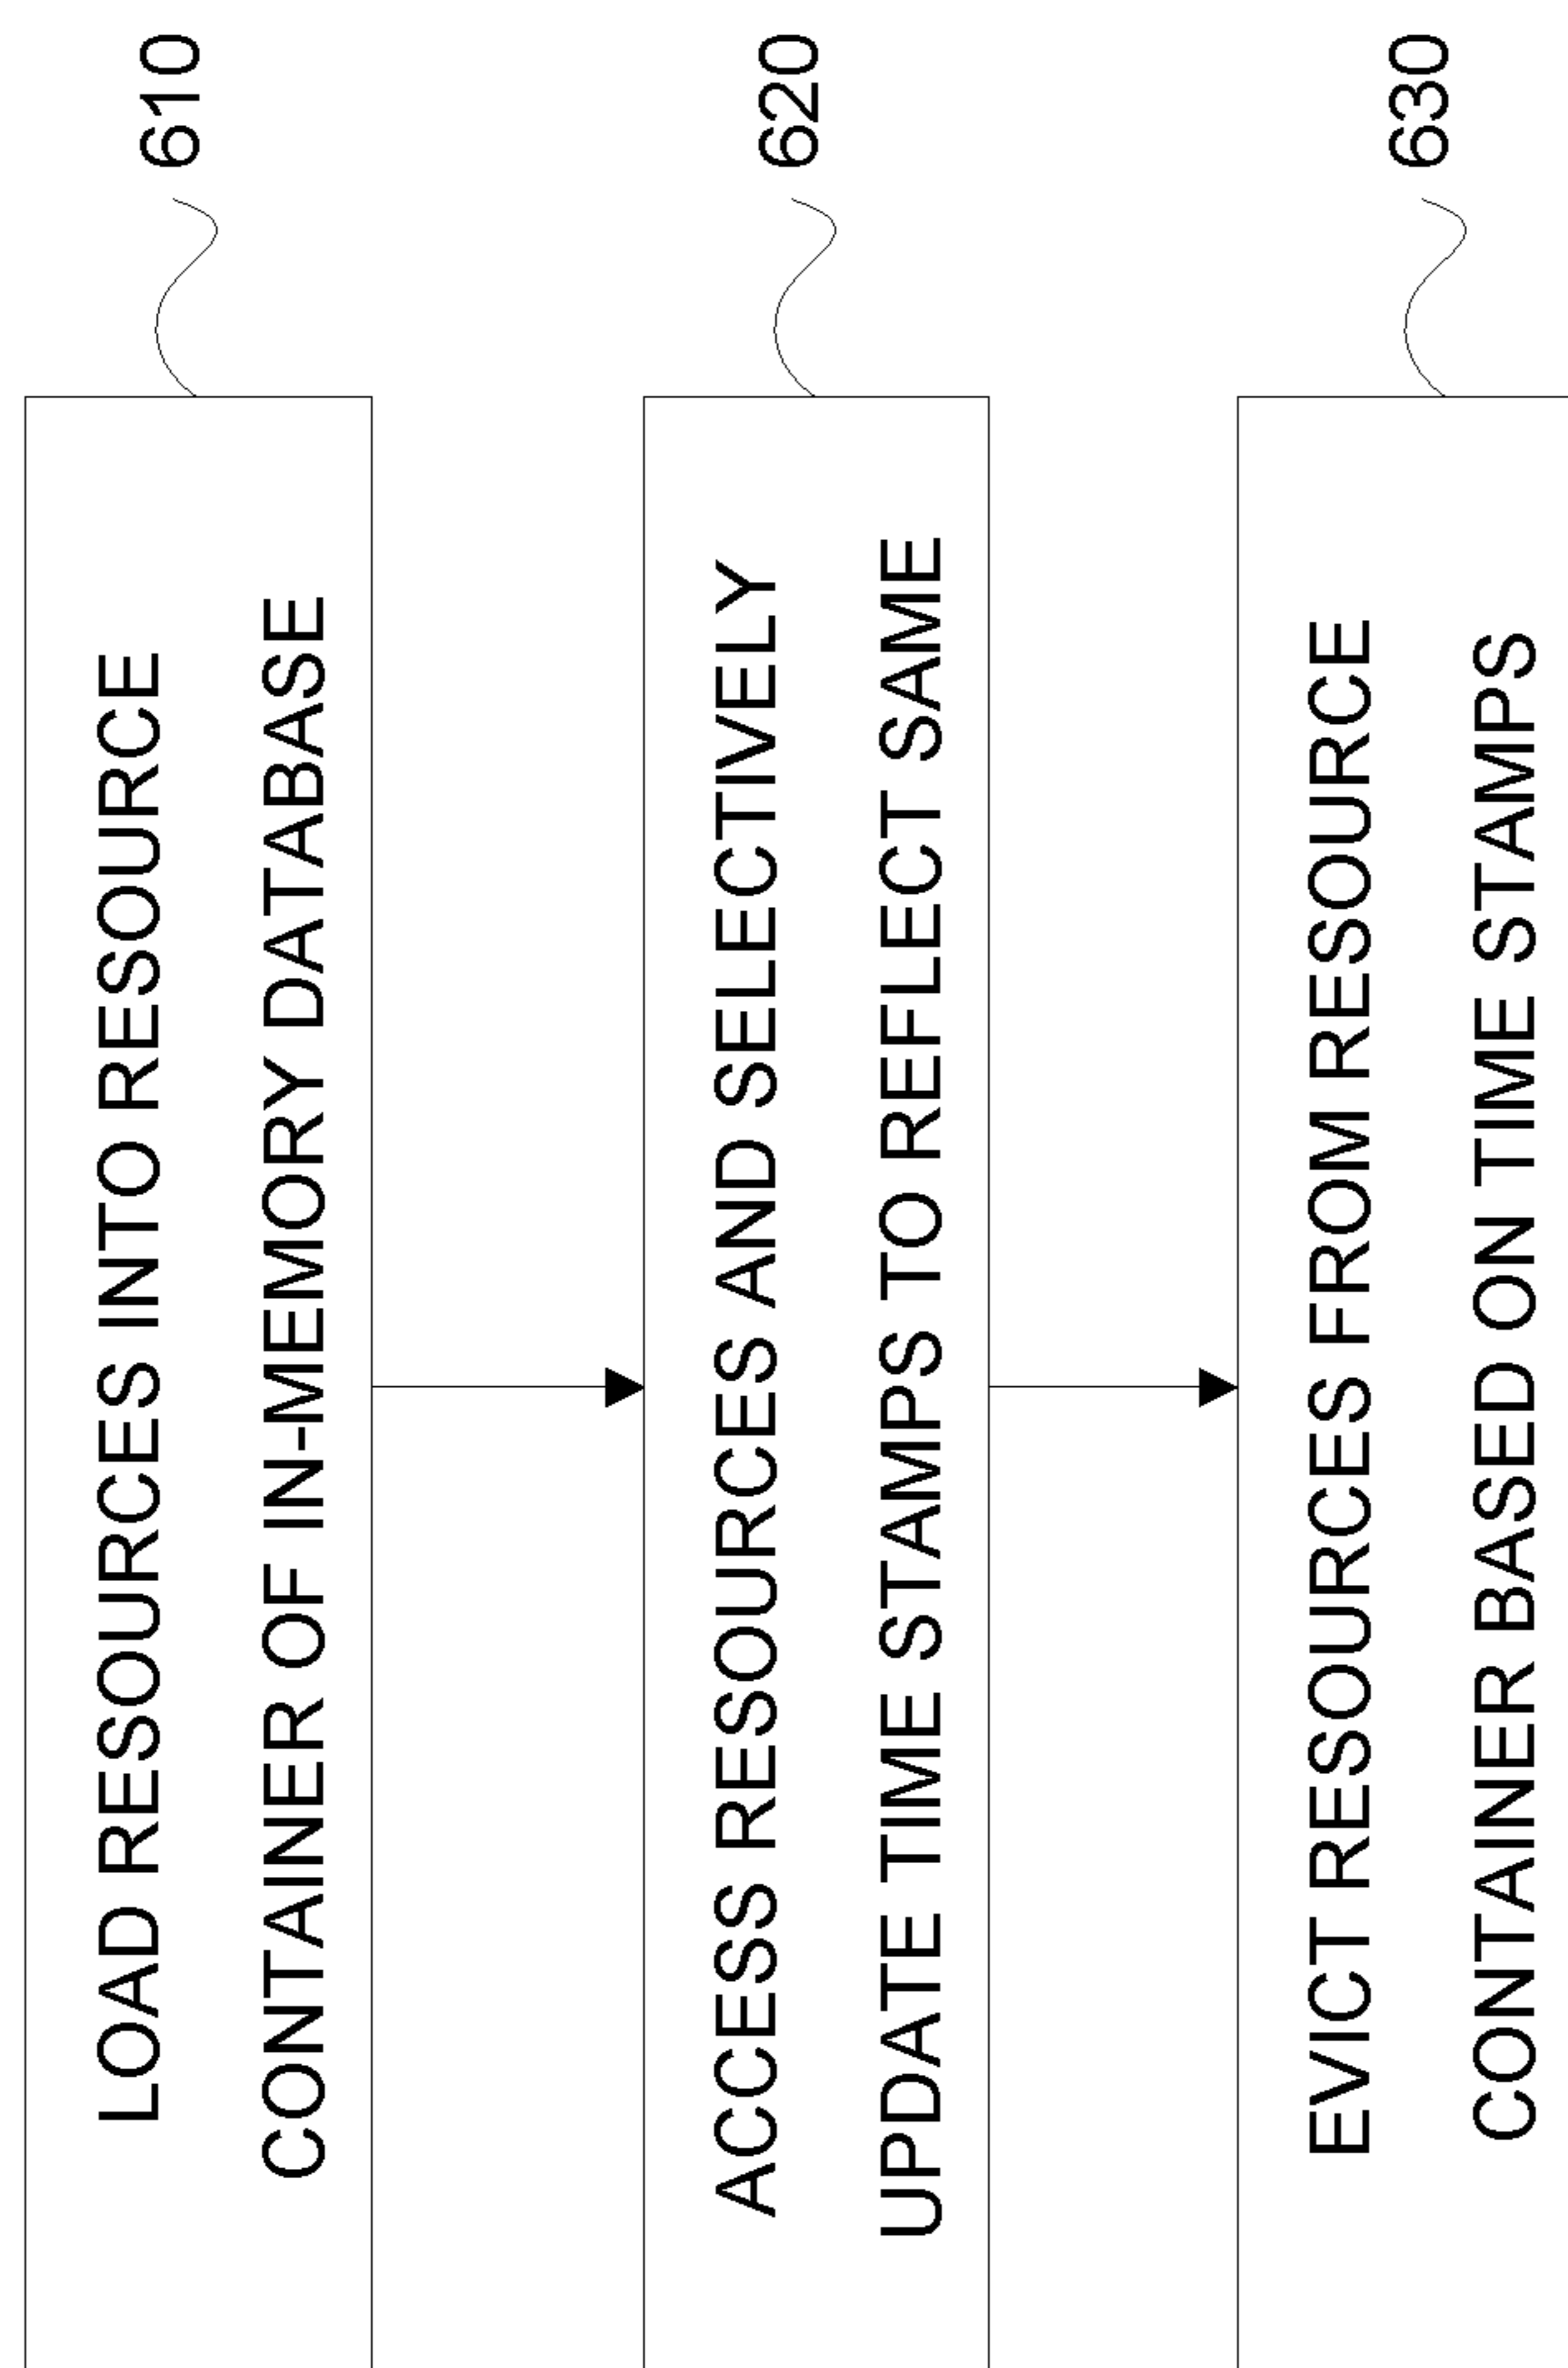 LOAD RESOURCES INTO RESOURCE
CONTAINER OF IN-MEMORY DATABASE
610
ACCESS RESOURCES AND SELECTIVELY
UPDATE TIME STAMPS TO REFLECT SAME
620
EVICT RESOURCES FROM RESOURCE
CONTAINER BASED ON TIME STAMPS
630